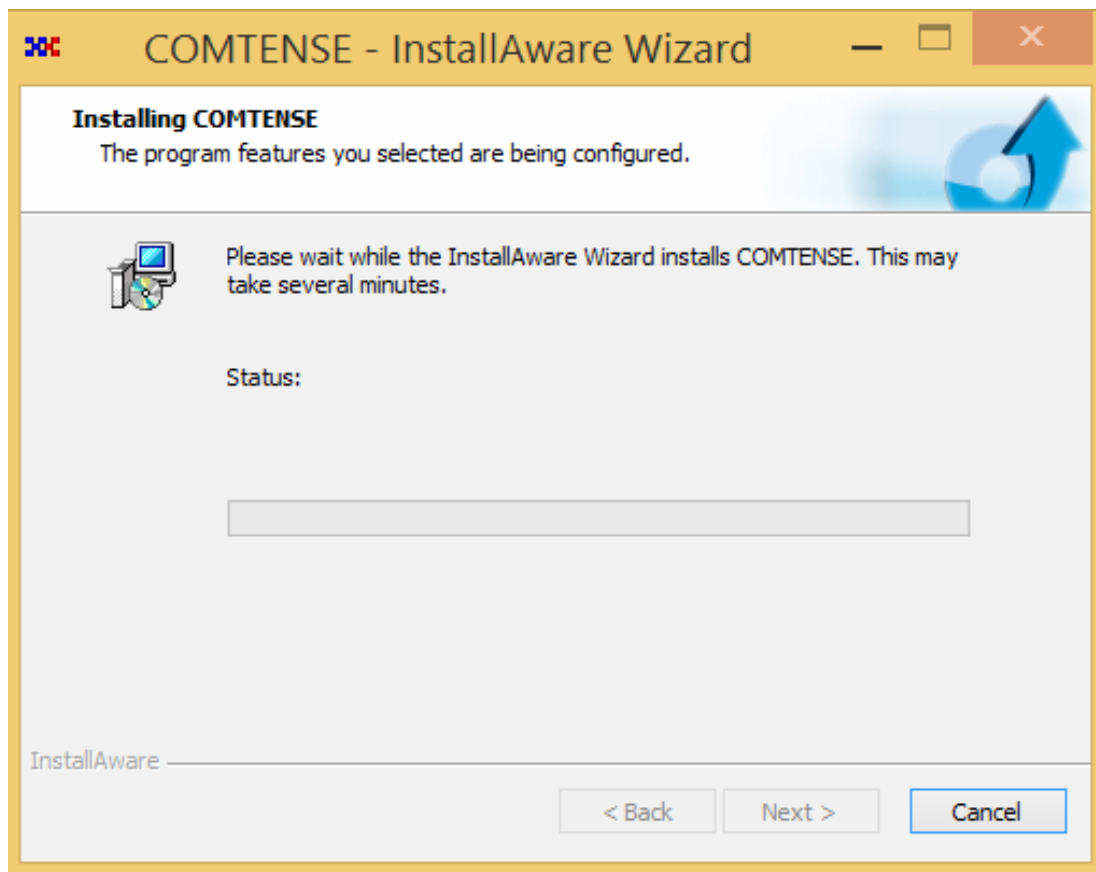 COMTENSE - InstallAware Wizard
Installing COMTENSE
The program features you selected are being configured.
Please wait while the InstallAware Wizard installs COMTENSE. This may
take several minutes.
Status:
InstallAware
< Back
Next >
Cancel